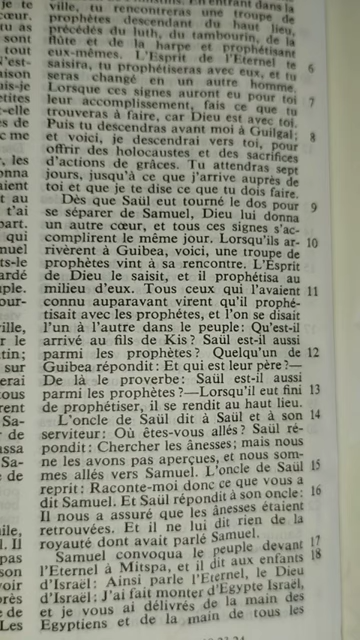 ville, tu rencontreras une troupe de
prophètes descendant du haut lieu,
précédés du luth, du tambourin, de la
flûte et de la harpe et prophétisant
eux-mêmes. L'Esprit de l'Eternel te
saisira, tu prophétiseras avec eux, et tu 6
seras changé en un autre homme.
Lorsque ces signes auront eu pour toi 7
leur accomplissement, fais ce que tu
trouveras à faire, car Dieu est avec toi.
Puis tu descendras avant moi à Guilgal; 8
et voici, je descendrai vers toi, pour
offrir des holocaustes et des sacrifices
d'actions de grâces. Tu attendras sept
jours, jusqu'à ce que j'arrive auprès de
toi et que je te dise ce que tu dois faire.
Dès que Saül eut tourné le dos pour 9
se séparer de Samuel, Dieu lui donna
un autre cœur, et tous ces signes s'ac-
complirent le même jour. Lorsqu'ils ar- 10
rivèrent à Guibea, voici, une troupe de
prophètes vint à sa rencontre. L'Esprit
de Dieu le saisit, et il prophétisa au
milieu d'eux. Tous ceux qui l'avaient 11
connu auparavant virent qu'il prophé-
tisait avec les prophètes, et l'on se disait
l'un à l'autre dans le peuple: Qu'est-il
arrivé au fils de Kis? Saül est-il aussi
parmi les prophètes? Quelqu'un de 12
Guibea répondit: Et qui est leur père?—
De là le proverbe: Saül est-il aussi
parmi les prophètes?—Lorsqu'il eut fini 13
de prophétiser, il se rendit au haut lieu.
L'oncle de Saül dit à Saül et à son 14
serviteur: Où êtes-vous allés? Saül ré-
pondit: Chercher les ânesses; mais nous
ne les avons pas aperçues, et nous som-
mes allés vers Samuel. L'oncle de Saül 15
reprit: Raconte-moi donc ce que vous a
dit Samuel. Et Saül répondit à son oncle: 16
Il nous a assuré que les ânesses étaient
retrouvées. Et il ne lui dit rien de la
royauté dont avait parlé Samuel.
Samuel convoqua le peuple devant 17
l'Eternel à Mitspa, et il dit aux enfants 18
d'Israël: Ainsi parle l'Eternel, le Dieu
d'Israël: J'ai fait monter d'Egypte Israël,
et je vous ai délivrés de la main des
Egyptiens et de la main de tous les